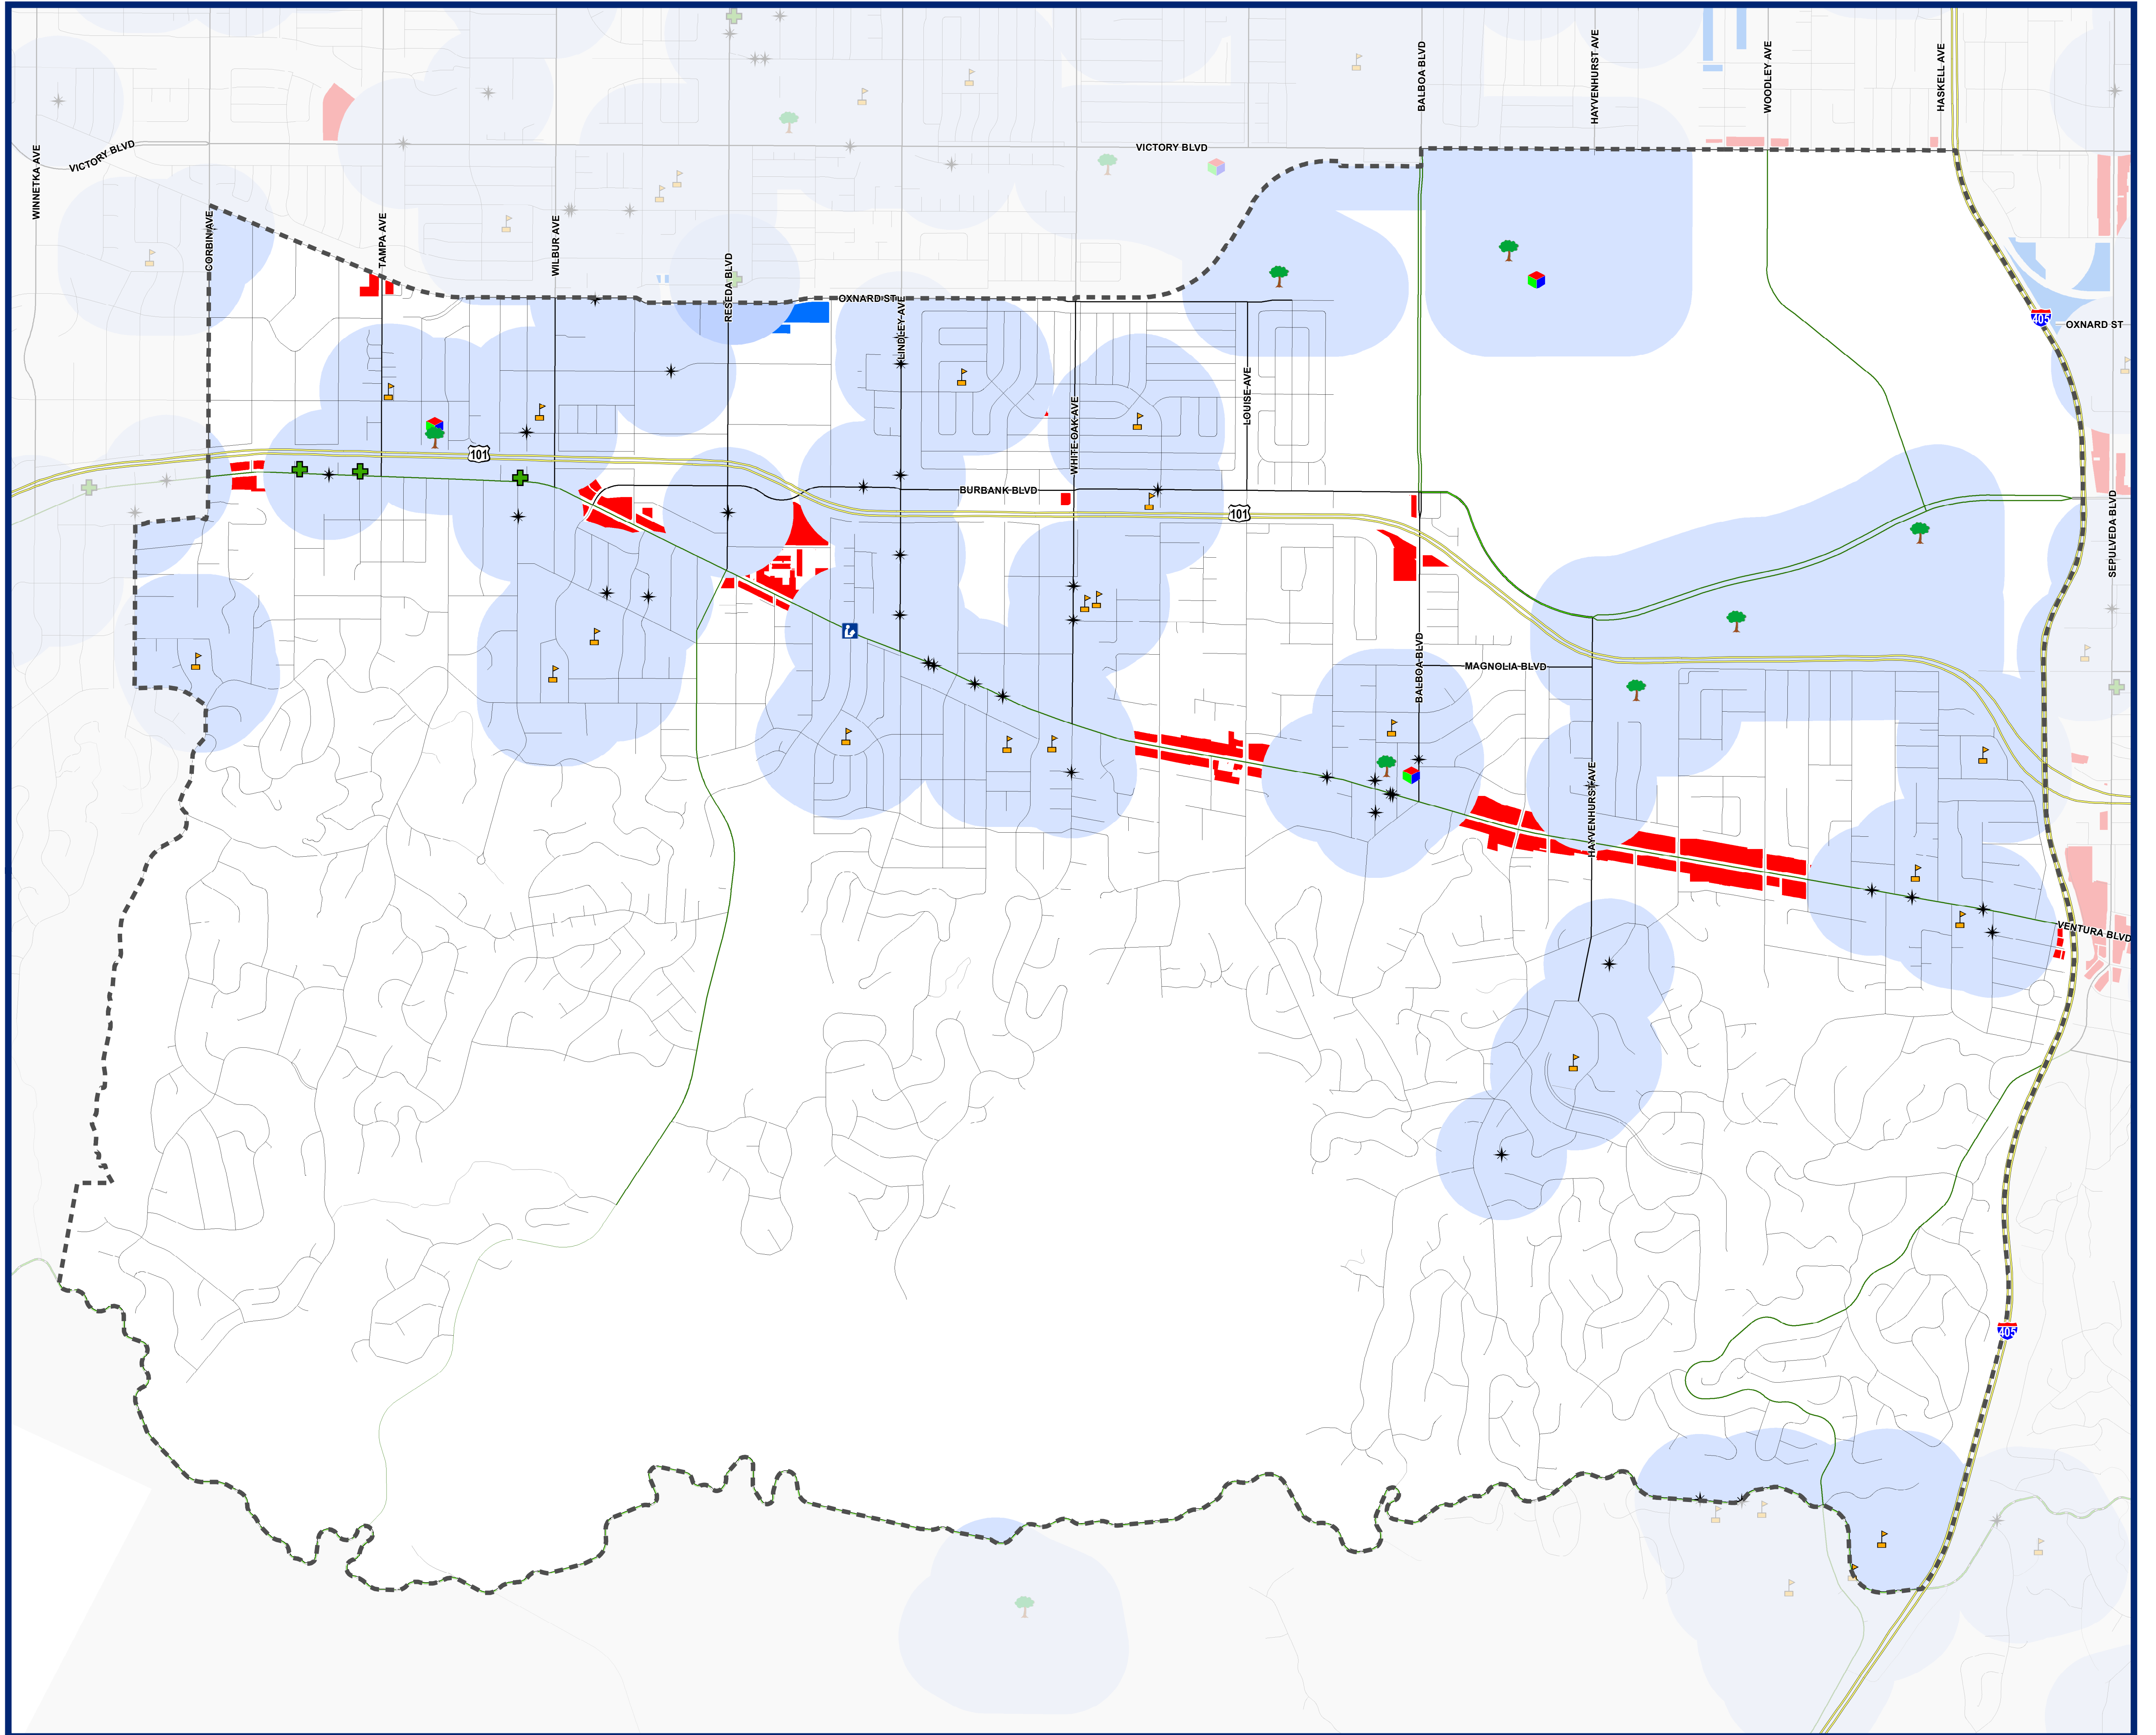 BALBOA BLVD
HAYVENHURST AVE
WOODLEY AVE
HASKELL AVE
WINNETKA AVE
VICTORY BLVD
VICTORY BLVD
CORBIN AVE
TAMPA AVE
WILBUR AVE
RESEDA BLVD
OXNARD ST
LINDLEY AVE
405
OXNARD ST
WHITE OAK AVE
LOUISE AVE
101
BURBANK BLVD
101
SEPULVEDA BLVD
BALBOA BLVD
MAGNOLIA BLVD
HAYVENHURST AVE
VENTURA BLVD
405